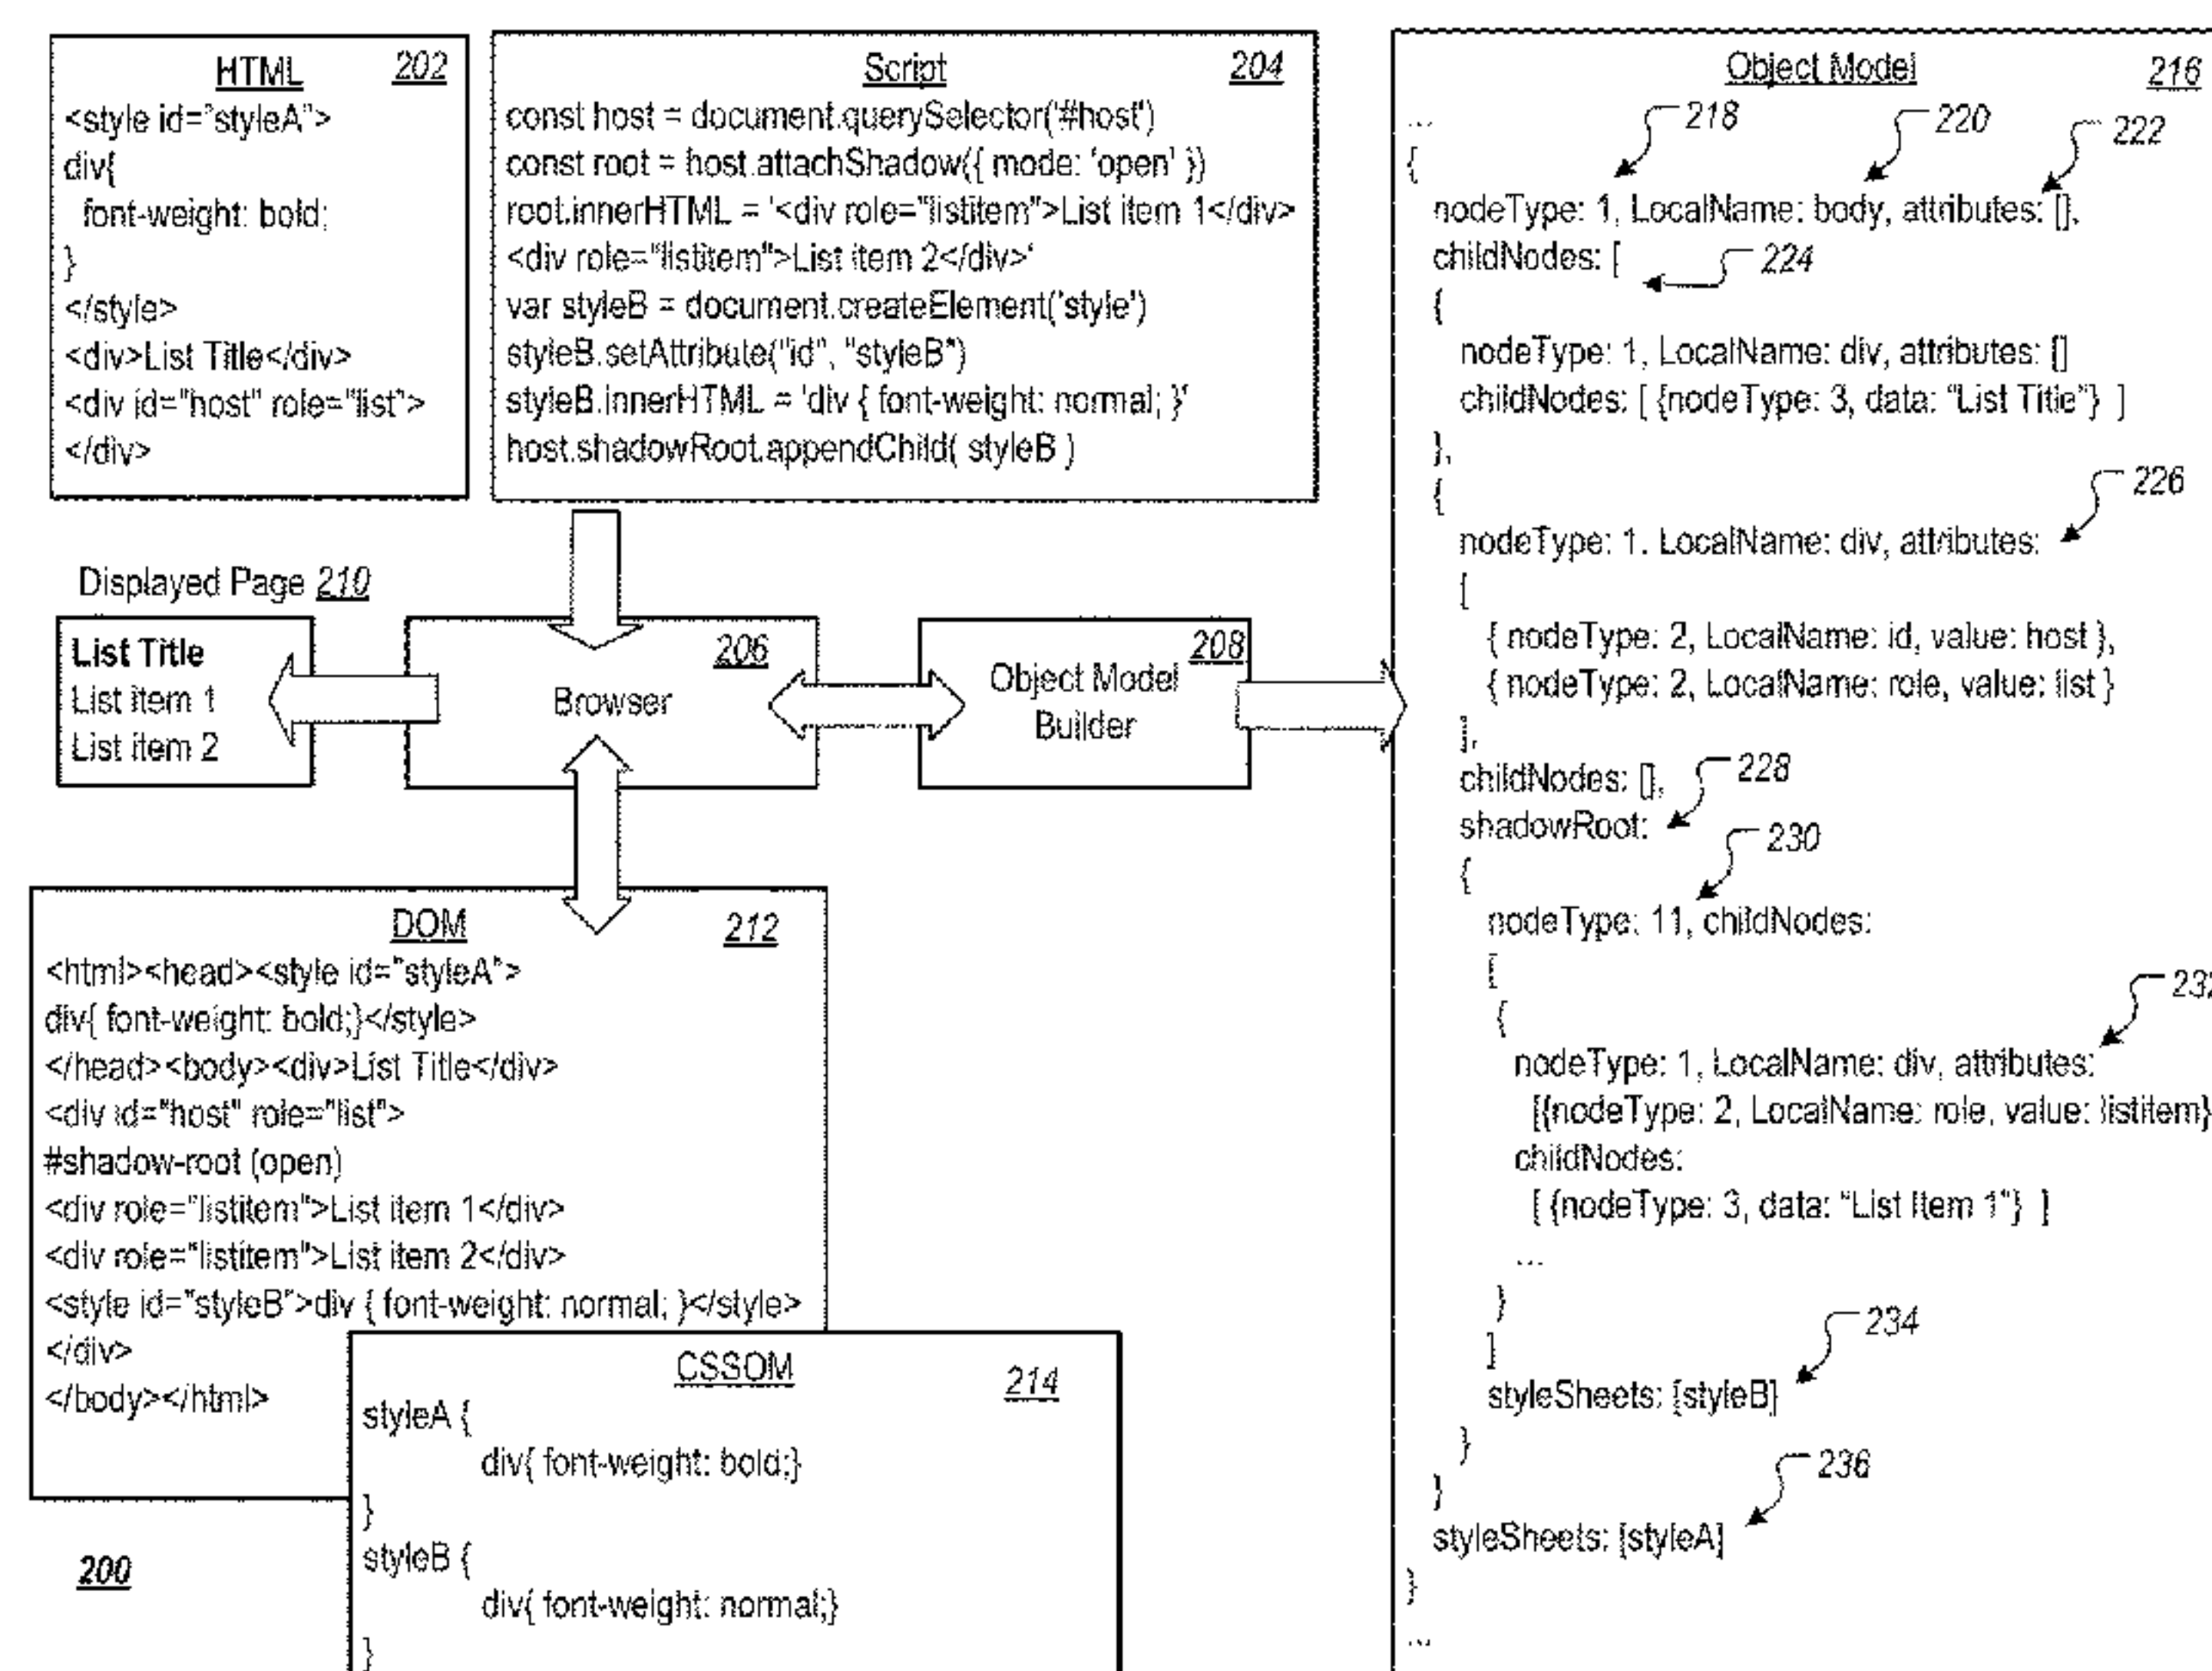 HTML 202
<style id="styleA">
div{
font-weight: bold;
}
</style>
<div>List Title</div>
<div id="host" role="list">
</div>
Script 204
const host = document.querySelector('#host')
const root = host.attachShadow({ mode: 'open' })
root.innerHTML = '<div role="listitem">List item 1</div>
<div role="listitem">List item 2</div>'
var styleB = document.createElement('style')
styleB.setAttribute("id", "styleB")
styleB.innerHTML = 'div { font-weight: normal; }'
host.shadowRoot.appendChild( styleB )
Displayed Page 210
List Title
List item 1
List item 2
206
Browser
208
Object Model
Builder
DOM 212
<html><head><style id="styleA">
div{ font-weight: bold;}</style>
</head><body><div>List Title</div>
<div id="host" role="list">
#shadow-root (open)
<div role="listitem">List item 1</div>
<div role="listitem">List item 2</div>
<style id="styleB">div { font-weight: normal; }</style>
</div>
</body></html>
CSSOM 214
styleA {
div{ font-weight: bold;}
}
styleB {
div{ font-weight: normal;}
}
200
Object Model 216
... 218 220 222
{
nodeType: 1, LocalName: body, attributes: [],
childNodes: [ 224
{
nodeType: 1, LocalName: div, attributes: []
childNodes: [ {nodeType: 3, data: "List Title"} ]
},
{ 226
nodeType: 1. LocalName: div, attributes:
[
{ nodeType: 2, LocalName: id, value: host },
{ nodeType: 2, LocalName: role, value: list }
],
childNodes: [], 228
shadowRoot: 230
{
nodeType: 11, childNodes:
[
{ 232
nodeType: 1, LocalName: div, attributes:
[{nodeType: 2, LocalName: role, value: listitem}
childNodes:
[ {nodeType: 3, data: "List Item 1"} ]
...
}
] 234
styleSheets: [styleB]
}
} 236
styleSheets: [styleA]
}
...